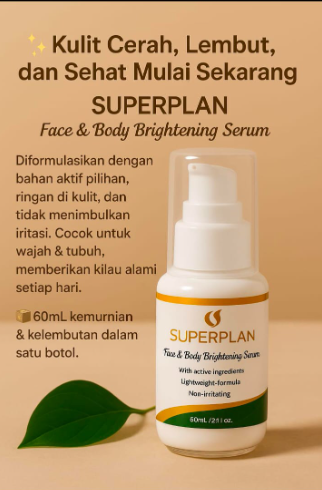 ✨ Kulit Cerah, Lembut,
dan Sehat Mulai Sekarang
SUPERPLAN
Face & Body Brightening Serum
Diformulasikan dengan
bahan aktif pilihan,
ringan di kulit, dan
tidak menimbulkan
iritasi. Cocok untuk
wajah & tubuh,
memberikan kilau alami
setiap hari.
📦 60mL kemurnian
& kelembutan dalam
satu botol.
SUPERPLAN
Face & Body Brightening Serum
With active ingredients
Lightweight-formula
Non-irritating
60mL /2fl oz.